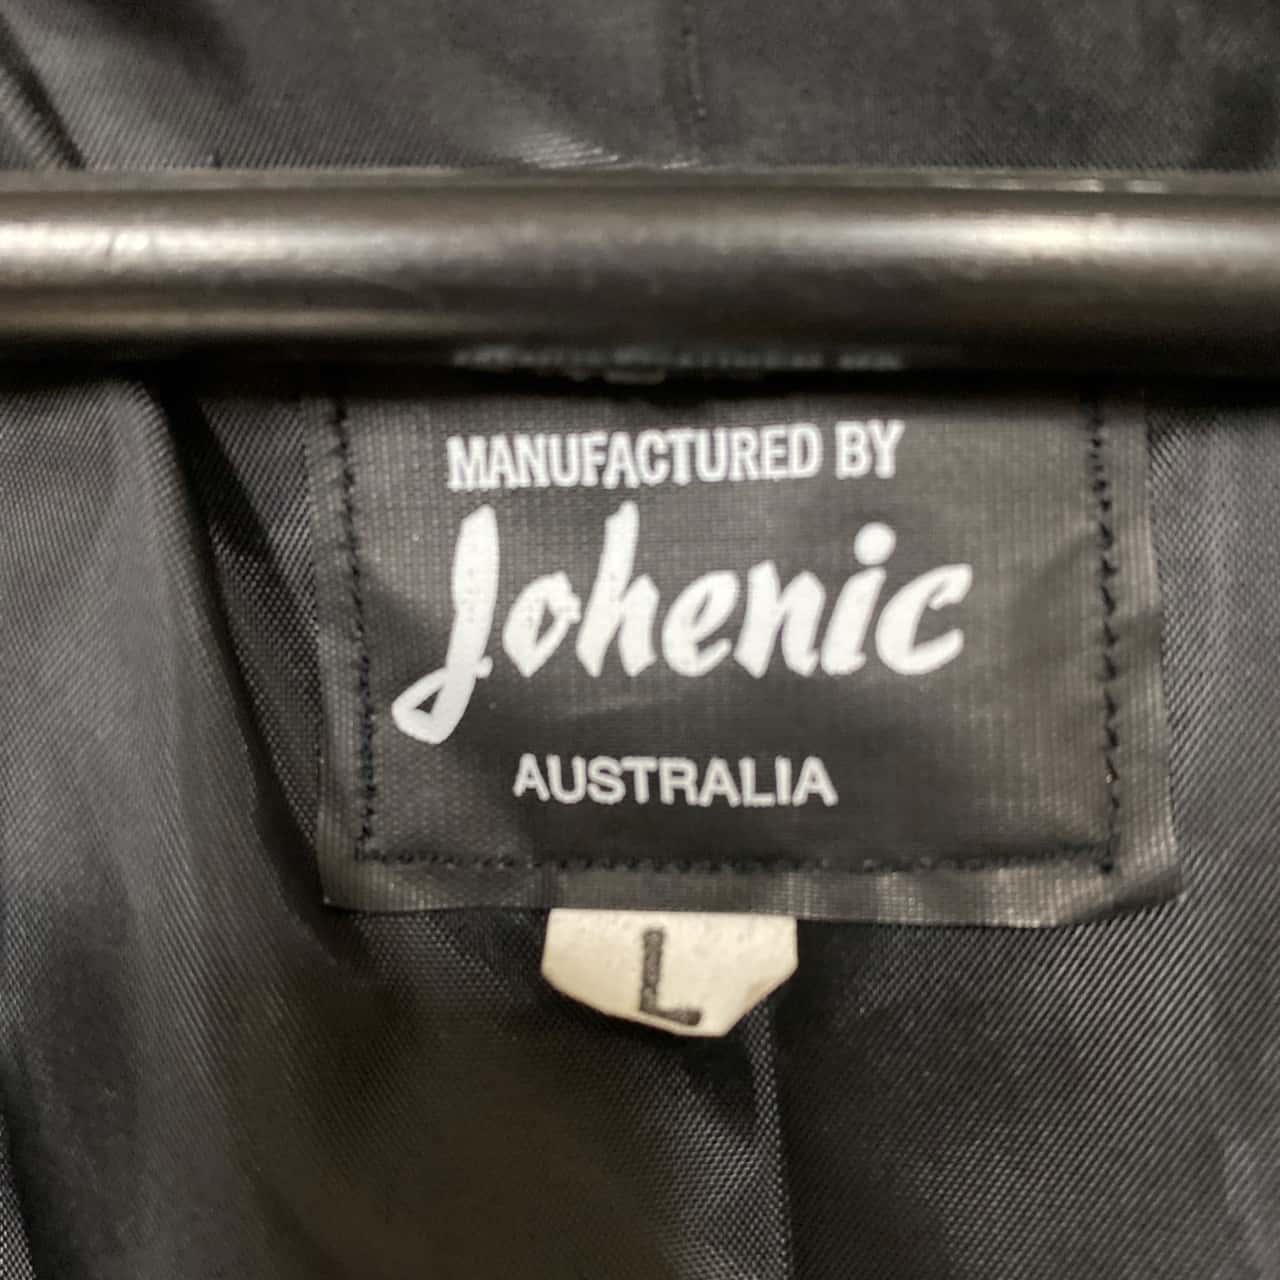 MANUFACTURED BY
Johenic
AUSTRALIA
L